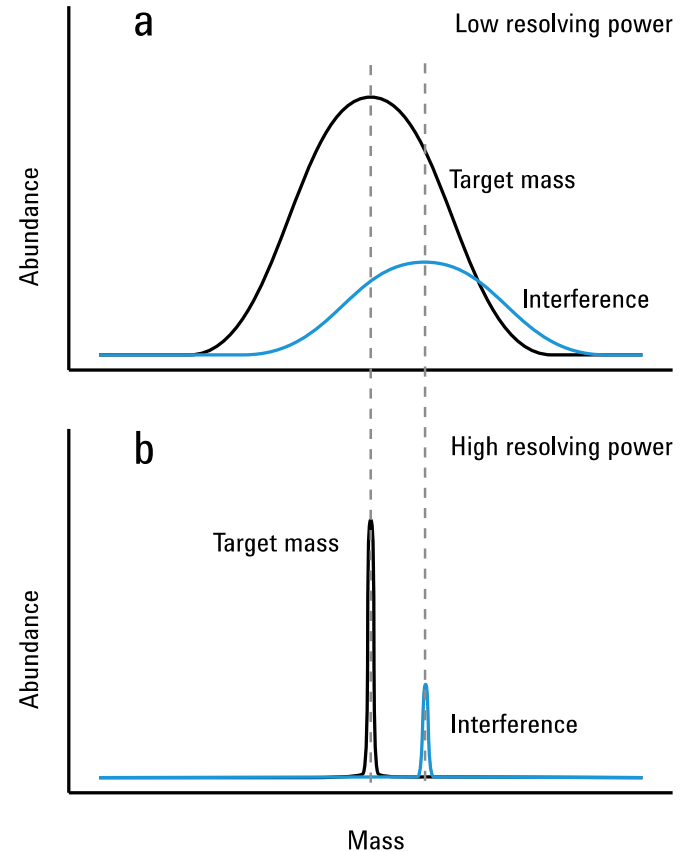 a
Low resolving power
Target mass
Interference
Abundance
b
High resolving power
Target mass
Interference
Abundance
Mass